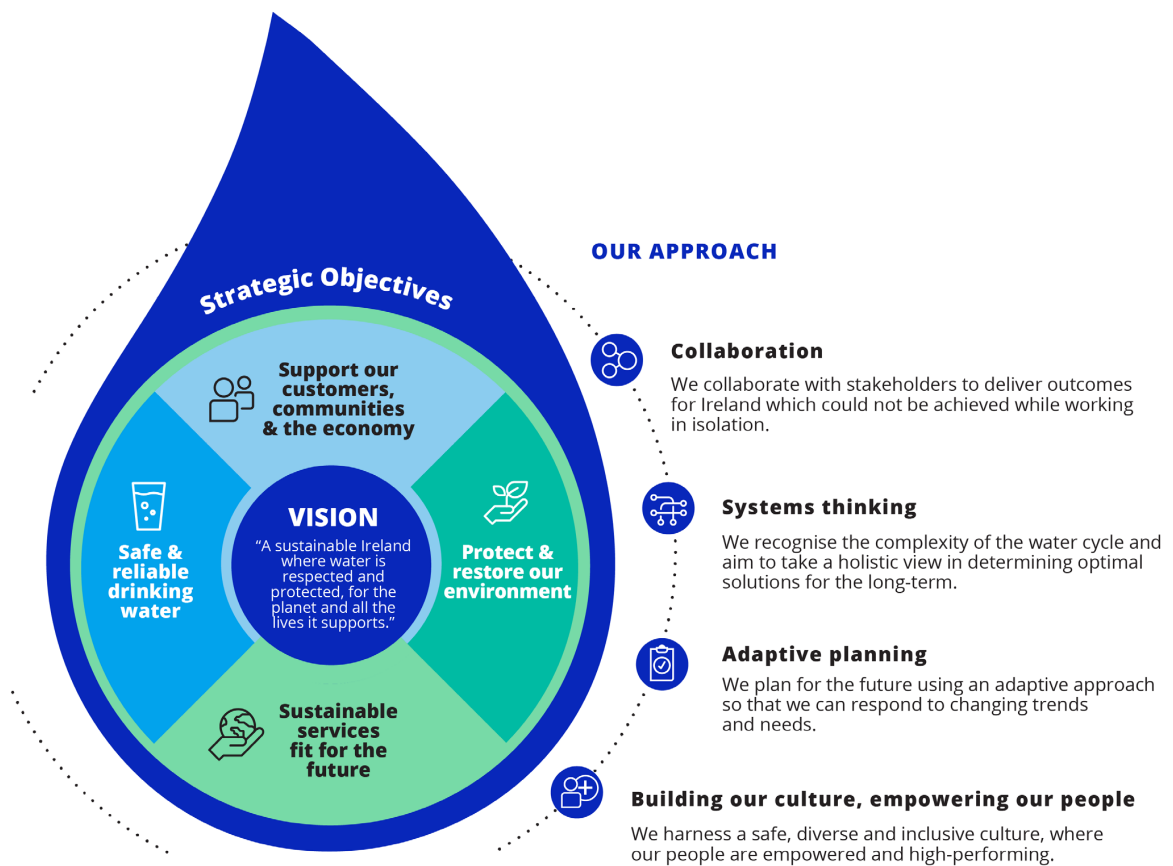 Strategic Objectives
Support our
customers,
communities
& the economy
Safe &
reliable
drinking
water
VISION
“A sustainable Ireland
where water is
respected and
protected, for the
planet and all the
lives it supports.”
Protect &
restore our
environment
Sustainable
services
fit for the
future
OUR APPROACH
Collaboration
We collaborate with stakeholders to deliver outcomes
for Ireland which could not be achieved while working
in isolation.
Systems thinking
We recognise the complexity of the water cycle and
aim to take a holistic view in determining optimal
solutions for the long-term.
Adaptive planning
We plan for the future using an adaptive approach
so that we can respond to changing trends
and needs.
Building our culture, empowering our people
We harness a safe, diverse and inclusive culture, where
our people are empowered and high-performing.